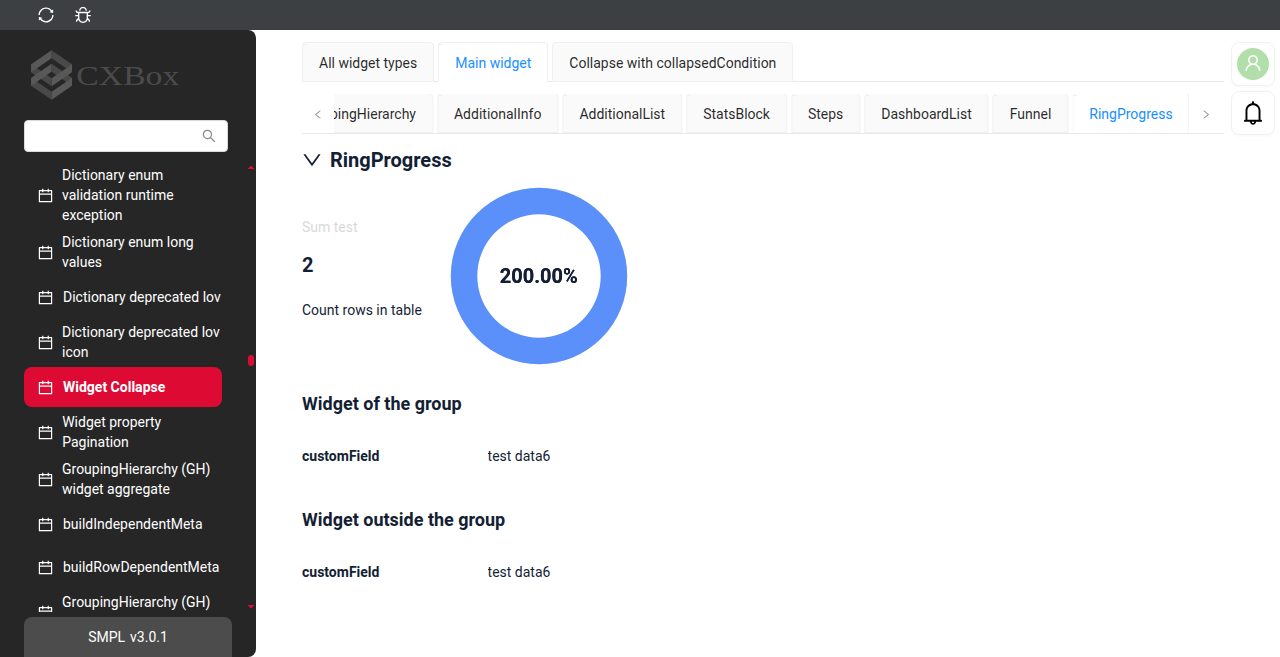 CXBox
Dictionary enum
validation runtime
exception
Dictionary enum long
values
Dictionary deprecated lov
Dictionary deprecated lov
icon
Widget Collapse
Widget property
Pagination
GroupingHierarchy (GH)
widget aggregate
buildIndependentMeta
buildRowDependentMeta
GroupingHierarchy (GH)
SMPL v3.0.1
All widget types
Main widget
Collapse with collapsedCondition
pingHierarchy
AdditionalInfo
AdditionalList
StatsBlock
Steps
DashboardList
Funnel
RingProgress
RingProgress
Sum test
2
Count rows in table
200.00%
Widget of the group
customField test data6
Widget outside the group
customField test data6